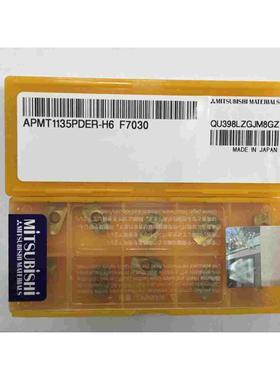 MITSUBISHI MATERIALS
APMT1135PDER-H6 F7030
QU398LZGJM8GZ
MADE IN JAPAN
MITSUBISHI
MITSUBISHI MATERIALS